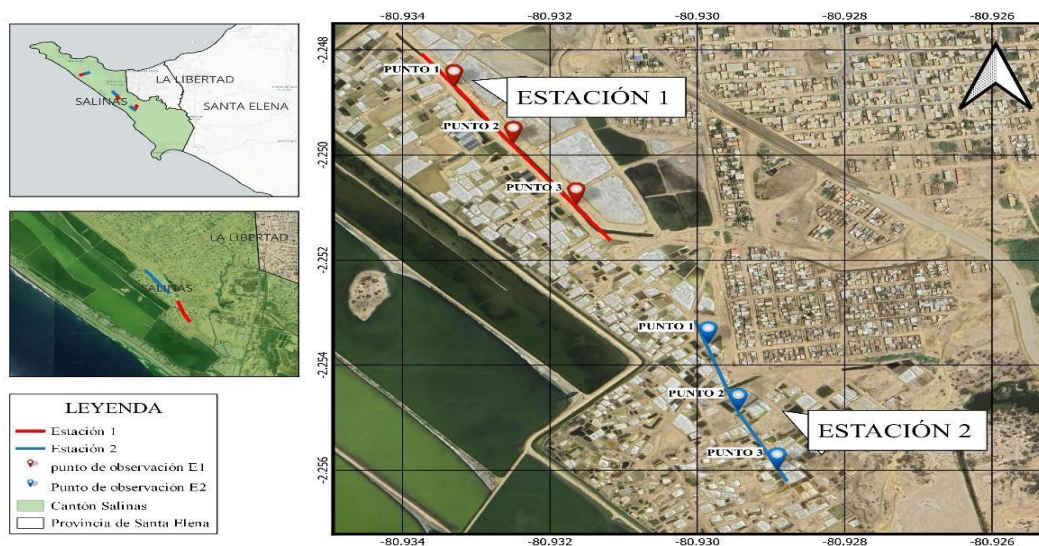 LA LIBERTAD
SALINAS
SANTA ELENA
LA LIBERTAD
SALINAS
LEYENDA
Estación 1
Estación 2
punto de observación E1
Punto de observación E2
Cantón Salinas
Provincia de Santa Elena
-80.934 -80.932 -80.930 -80.928 -80.926
-2.248
-2.250
-2.252
-2.254
-2.256
PUNTO 1
ESTACIÓN 1
PUNTO 2
PUNTO 3
PUNTO 1
PUNTO 2
ESTACIÓN 2
PUNTO 3
-80.934 -80.932 -80.930 -80.928 -80.926